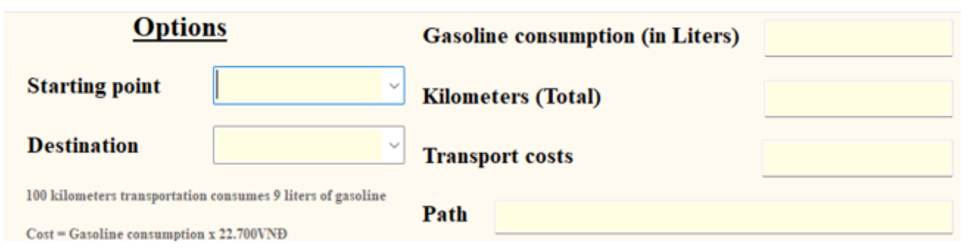 Options
Starting point
Destination
100 kilometers transportation consumes 9 liters of gasoline
Cost = Gasoline consumption x 22.700VNĐ
Gasoline consumption (in Liters)
Kilometers (Total)
Transport costs
Path